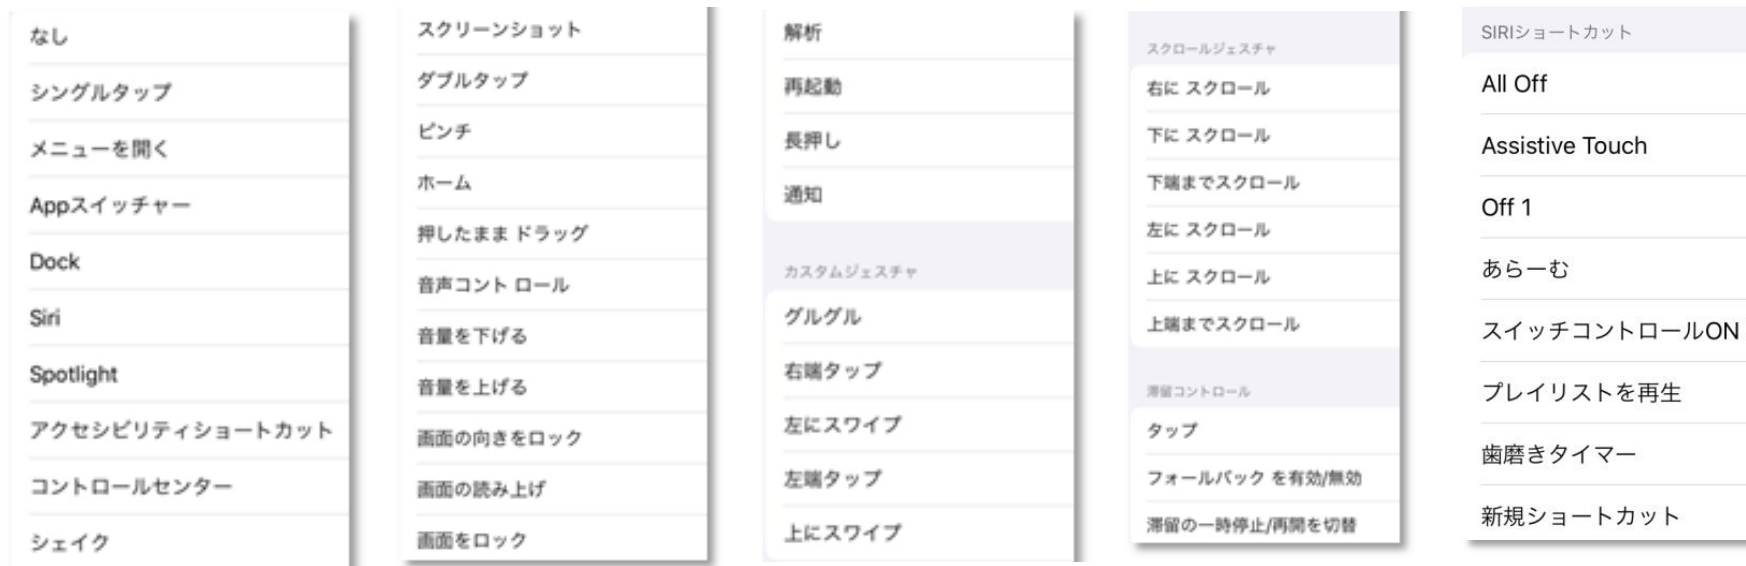 なし
シングルタップ
メニューを開く
Appスイッチャー
Dock
Siri
Spotlight
アクセシビリティショートカット
コントロールセンター
シェイク
スクリーンショット
ダブルタップ
ピンチ
ホーム
押したまま ドラッグ
音声コント ロール
音量を下げる
音量を上げる
画面の向きをロック
画面の読み上げ
画面をロック
解析
再起動
長押し
通知
カスタムジェスチャ
グルグル
右端タップ
左にスワイプ
左端タップ
上にスワイプ
スクロールジェスチャ
右に スクロール
下に スクロール
下端までスクロール
左に スクロール
上に スクロール
上端までスクロール
滞留コントロール
タップ
フォールバック を有効/無効
滞留の一時停止/再開を切替
SIRIショートカット
All Off
Assistive Touch
Off 1
あらーむ
スイッチコントロールON
プレイリストを再生
歯磨きタイマー
新規ショートカット